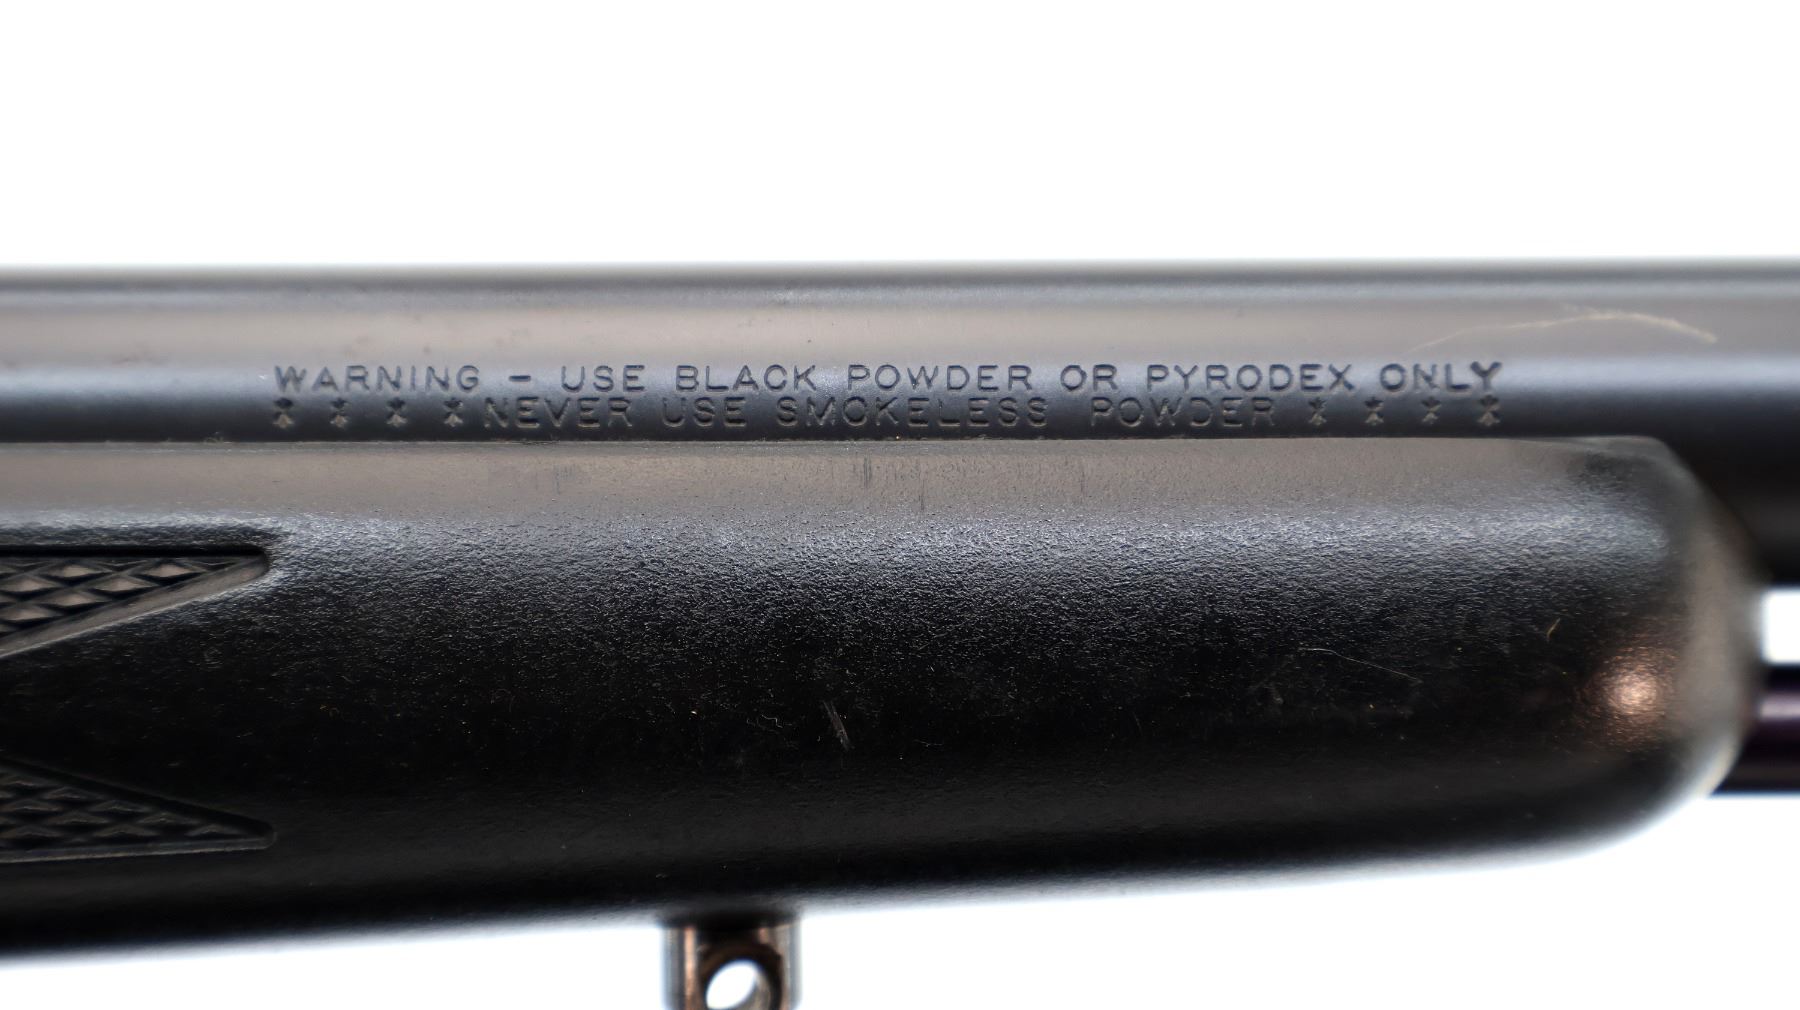 WARNING - USE BLACK POWDER OR PYRODEX ONLY
* * * * NEVER USE SMOKELESS POWDER * * * *